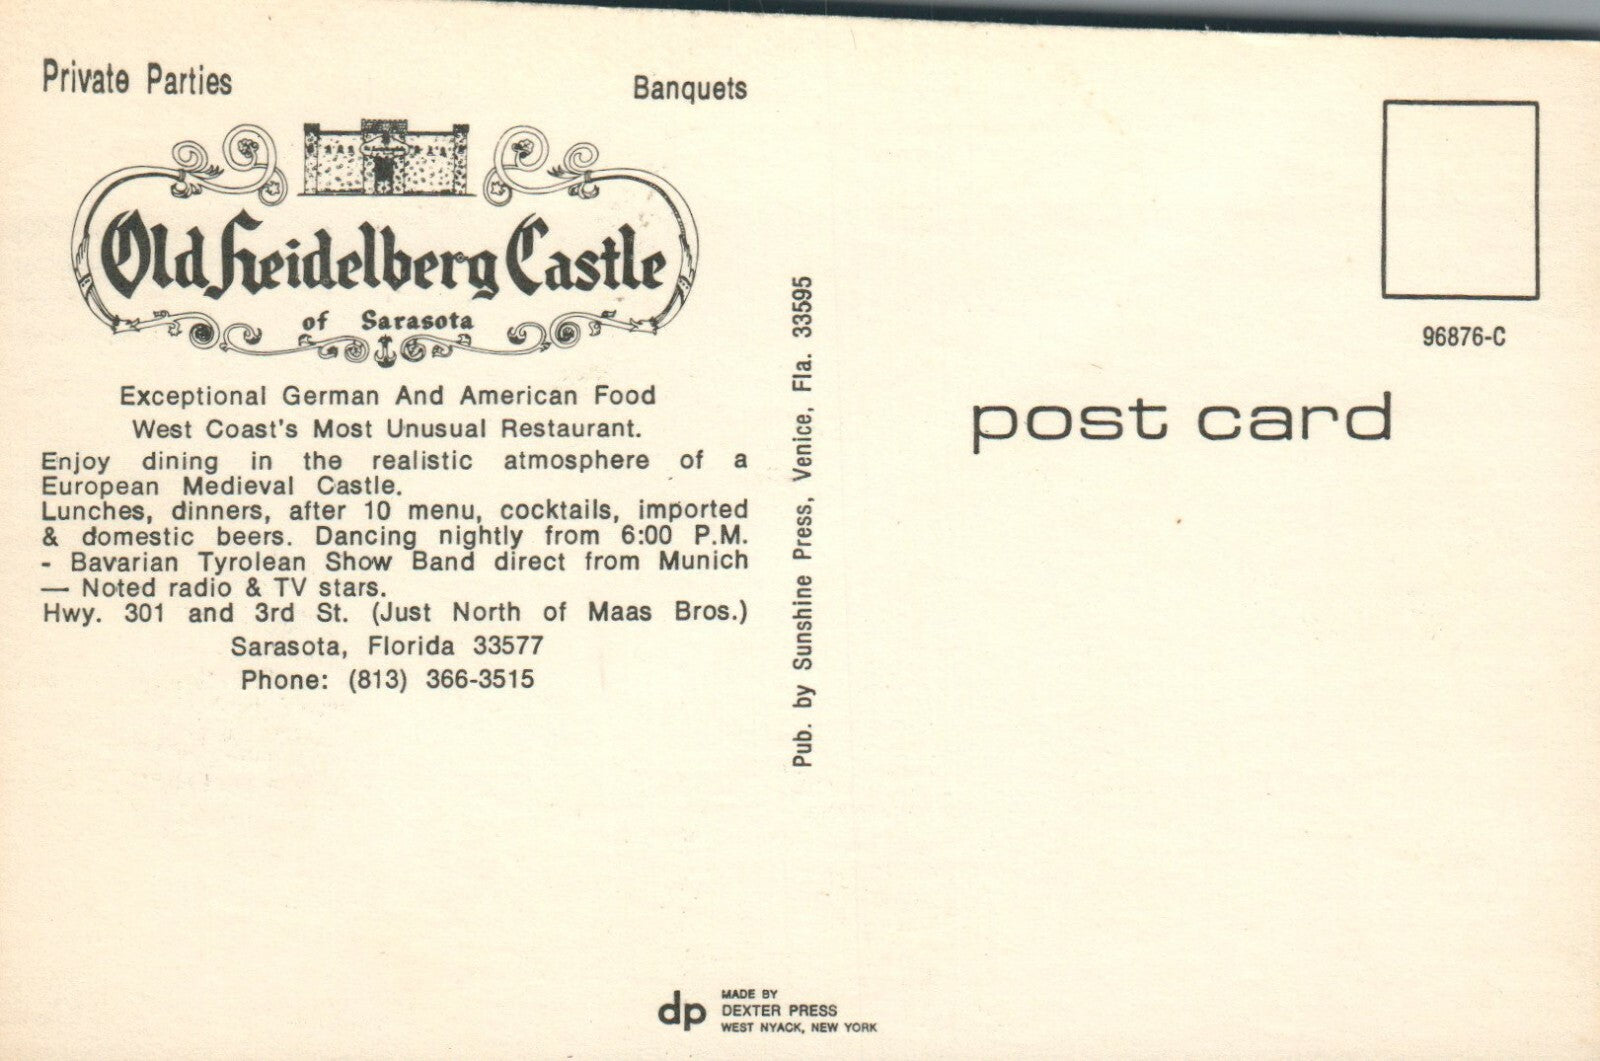 Private Parties
Banquets
Old Heidelberg Castle
of Sarasota
Exceptional German And American Food
West Coast's Most Unusual Restaurant.
Enjoy dining in the realistic atmosphere of a
European Medieval Castle.
Lunches, dinners, after 10 menu, cocktails, imported
& domestic beers. Dancing nightly from 6:00 P.M.
- Bavarian Tyrolean Show Band direct from Munich
— Noted radio & TV stars.
Hwy. 301 and 3rd St. (Just North of Maas Bros.)
Sarasota, Florida 33577
Phone: (813) 366-3515
Pub. by Sunshine Press, Venice, Fla. 33595
96876-C
post card
dp
MADE BY
DEXTER PRESS
WEST NYACK, NEW YORK